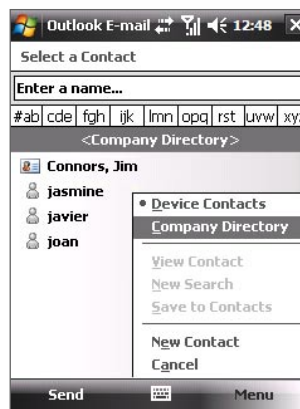 Outlook E-mail 12:48 X
Select a Contact
Enter a name...
#ab cde fgh ijk lmn opq rst uvw xyz
<Company Directory>
Connors, Jim
jasmine
javier
joan
• Device Contacts
Company Directory
View Contact
New Search
Save to Contacts
New Contact
Cancel
Send Menu